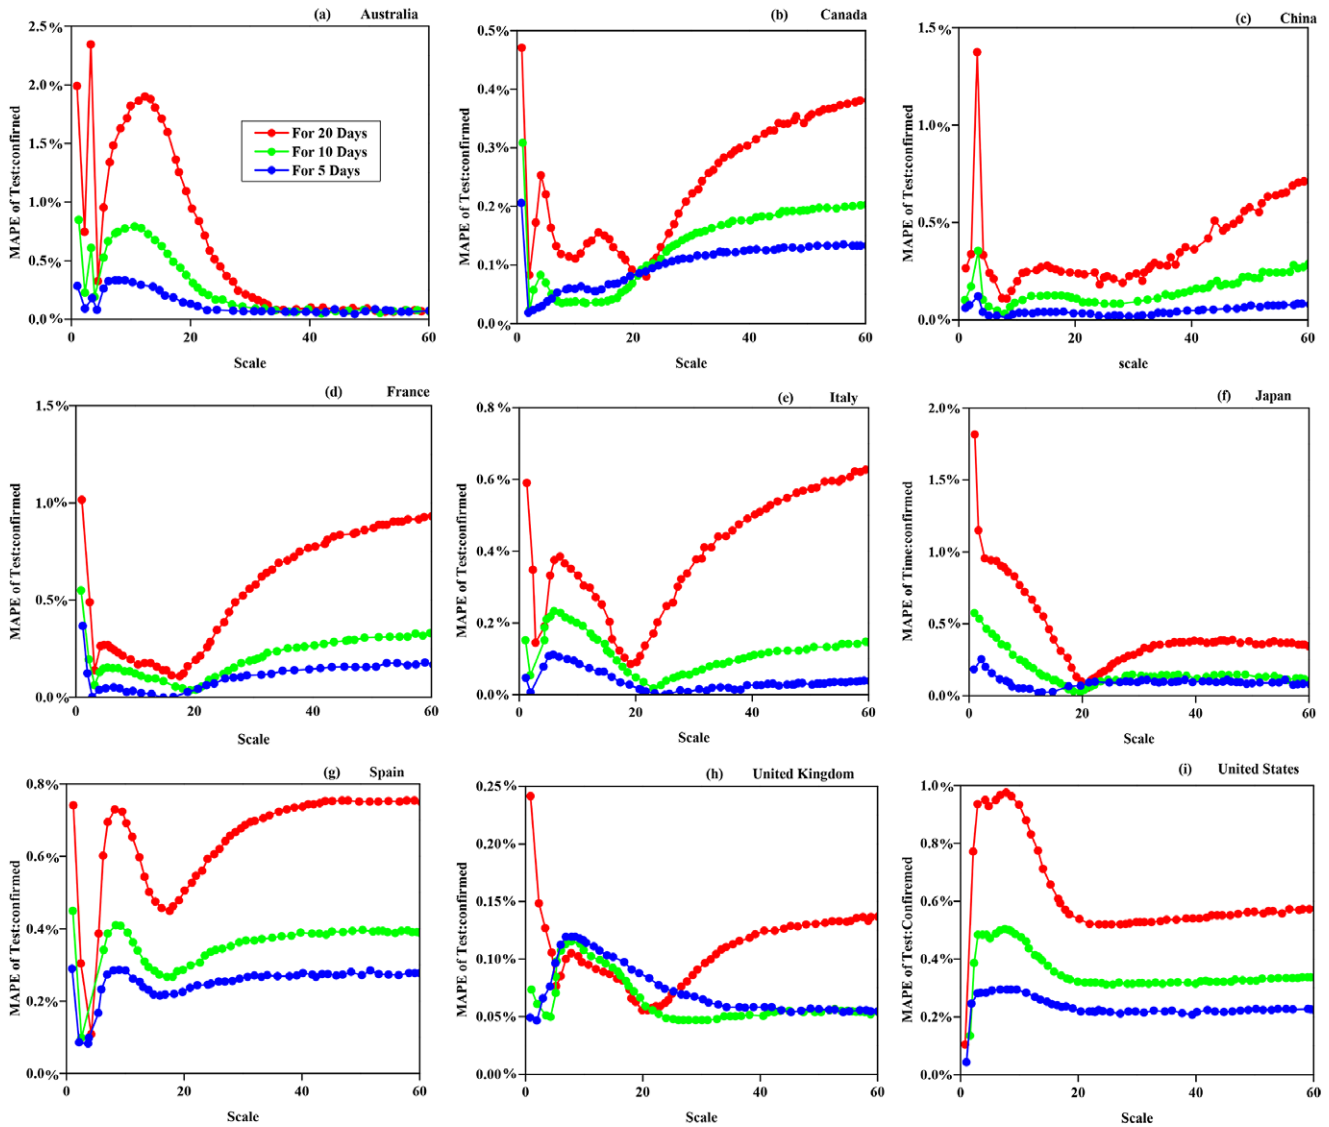 (a) Australia
2.5%
2.0%
1.5%
1.0%
0.5%
0.0%
MAPE of Test:confirmed
For 20 Days
For 10 Days
For 5 Days
0 10 20 30 40 50 60
Scale
(b) Canada
0.5%
0.4%
0.3%
0.2%
0.1%
0.0%
MAPE of Test:confirmed
0 20 40 60
Scale
(c) China
1.5%
1.0%
0.5%
0.0%
MAPE of Test:confirmed
0 20 40 60
scale
(d) France
1.5%
1.0%
0.5%
0.0%
MAPE of Test:confirmed
0 20 40 60
Scale
(e) Italy
0.8%
0.6%
0.4%
0.2%
0.0%
MAPE of Test:confirmed
0 20 40 60
Scale
(f) Japan
2.0%
1.5%
1.0%
0.5%
0.0%
MAPE of Time:confirmed
0 20 40 60
Scale
(g) Spain
0.8%
0.6%
0.4%
0.2%
0.0%
MAPE of Test:confirmed
0 20 40 60
Scale
(h) United Kingdom
0.25%
0.20%
0.15%
0.10%
0.05%
0.00%
MAPE of Test:confirmed
0 20 40 60
Scale
(i) United States
1.0%
0.8%
0.6%
0.4%
0.2%
0.0%
MAPE of Test:Confiremed
0 20 40 60
Scale